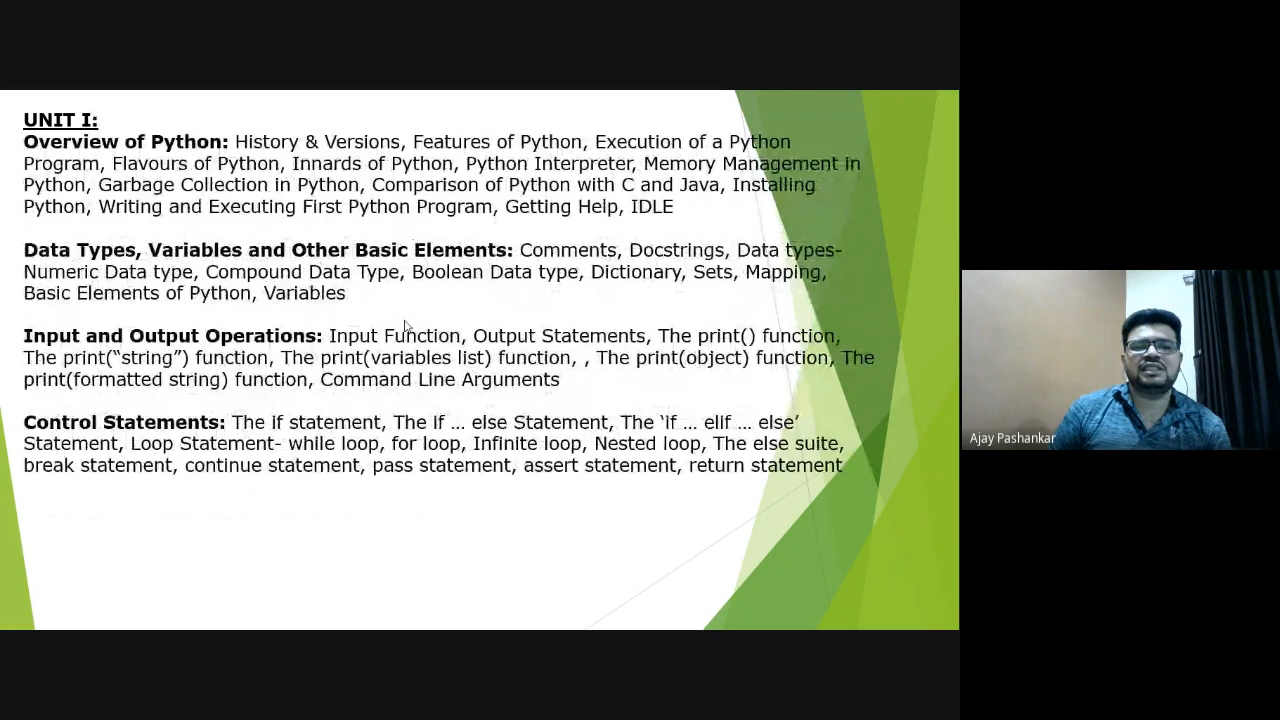 UNIT I:
Overview of Python: History & Versions, Features of Python, Execution of a Python
Program, Flavours of Python, Innards of Python, Python Interpreter, Memory Management in
Python, Garbage Collection in Python, Comparison of Python with C and Java, Installing
Python, Writing and Executing First Python Program, Getting Help, IDLE
Data Types, Variables and Other Basic Elements: Comments, Docstrings, Data types-
Numeric Data type, Compound Data Type, Boolean Data type, Dictionary, Sets, Mapping,
Basic Elements of Python, Variables
Input and Output Operations: Input Function, Output Statements, The print() function,
The print(“string”) function, The print(variables list) function, , The print(object) function, The
print(formatted string) function, Command Line Arguments
Control Statements: The if statement, The if … else Statement, The ‘if … elif … else’
Statement, Loop Statement- while loop, for loop, Infinite loop, Nested loop, The else suite,
break statement, continue statement, pass statement, assert statement, return statement
Ajay Pashankar